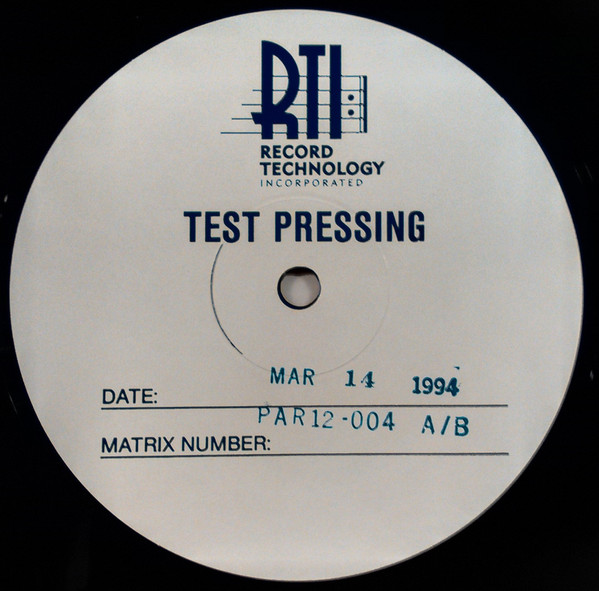 RTI
RECORD
TECHNOLOGY
INCORPORATED
TEST PRESSING
DATE: MAR 14 1994
MATRIX NUMBER: PAR12-004 A/B